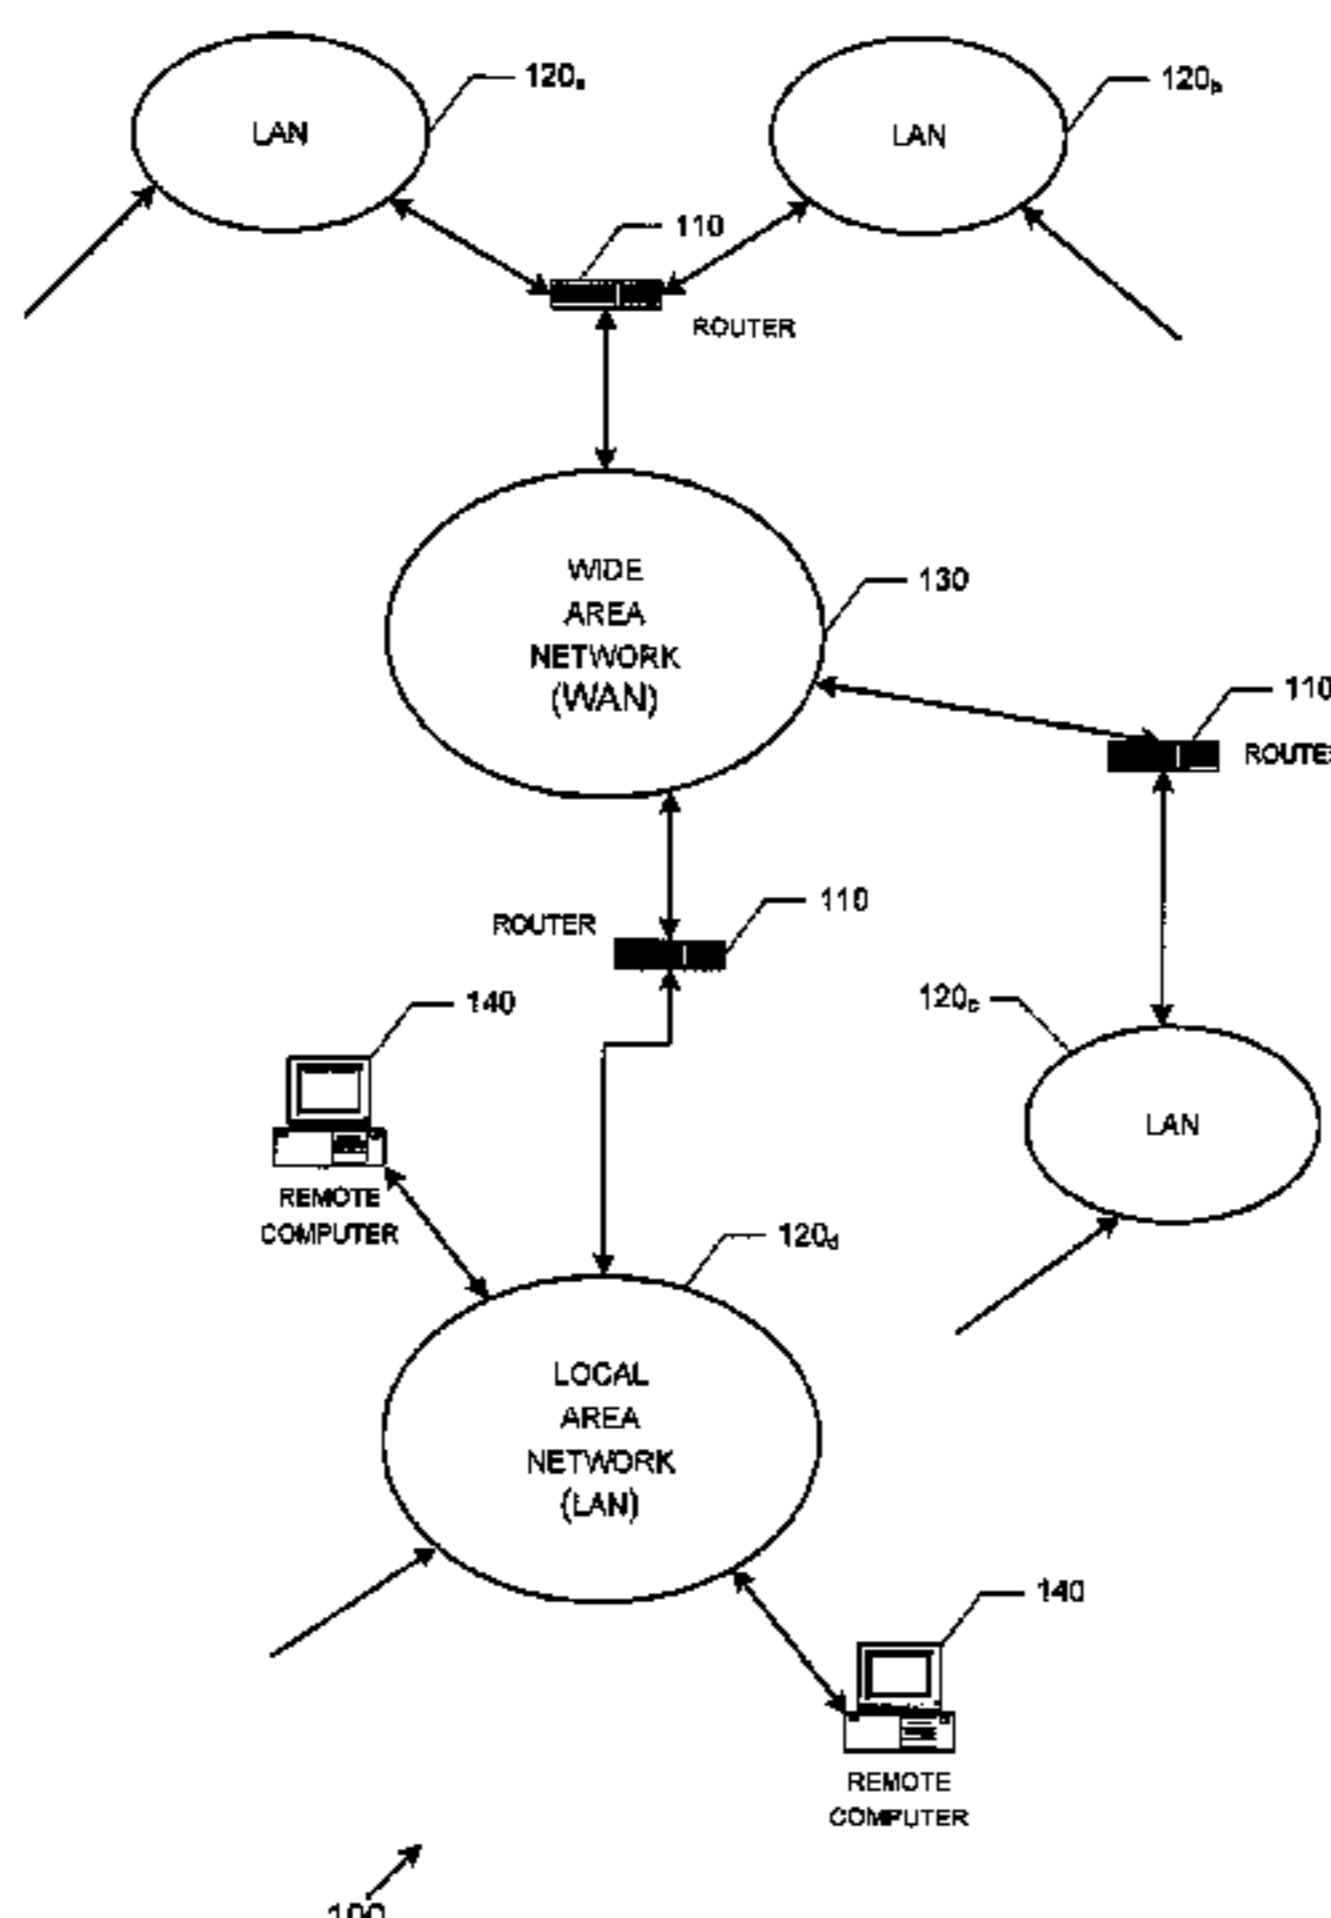 120a
120b
LAN
LAN
110
ROUTER
WIDE
AREA
NETWORK
(WAN)
130
110
ROUTE
ROUTER
110
140
120c
LAN
REMOTE
COMPUTER
120d
LOCAL
AREA
NETWORK
(LAN)
140
REMOTE
COMPUTER
100